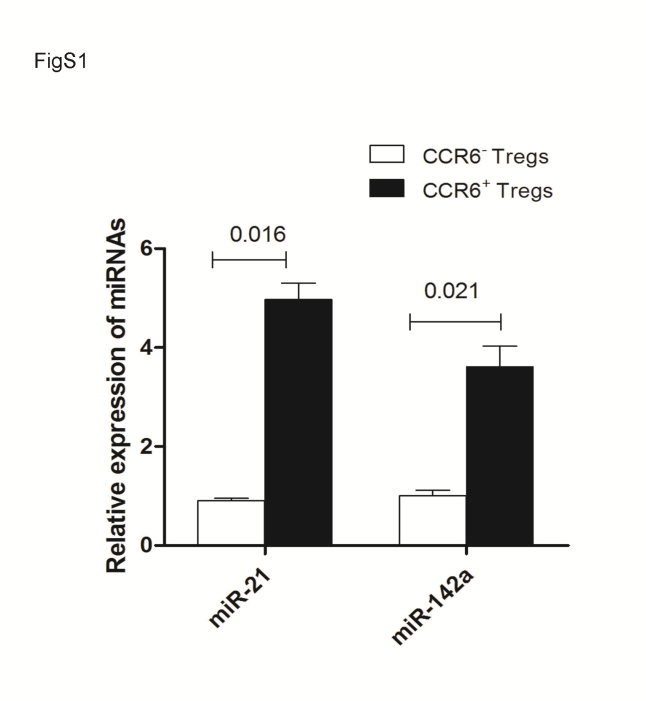 FigS1
CCR6⁻ Tregs
CCR6⁺ Tregs
Relative expression of miRNAs
6
4
2
0
0.016
0.021
miR-21
miR-142a